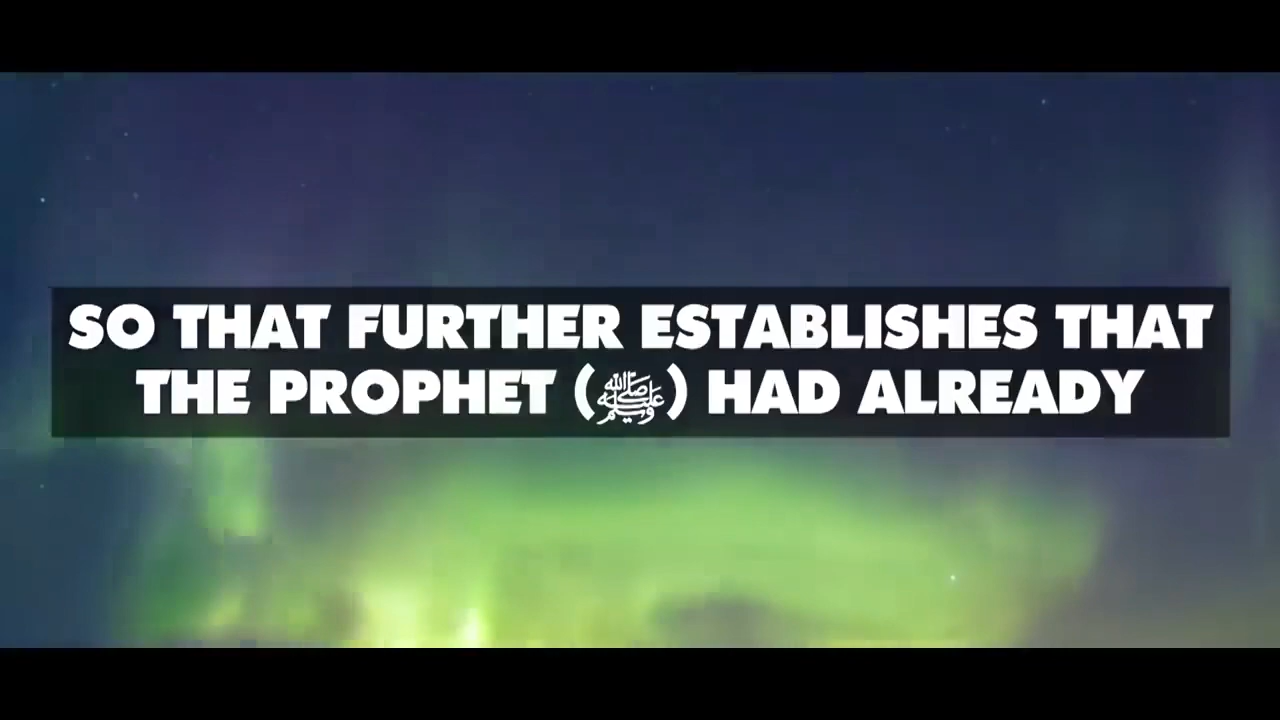 SO THAT FURTHER ESTABLISHES THAT
THE PROPHET (ﷺ) HAD ALREADY